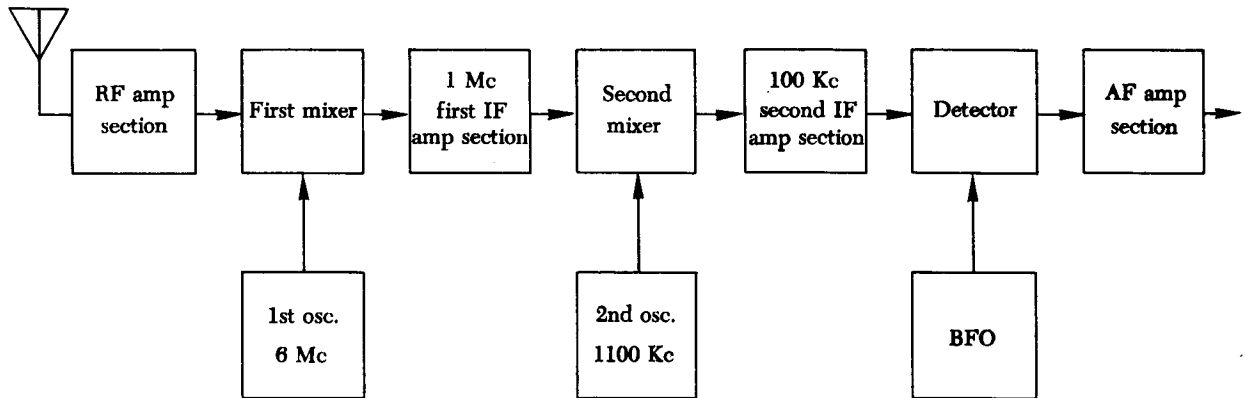 RF amp
section
First mixer
1 Mc
first IF
amp section
Second
mixer
100 Kc
second IF
amp section
Detector
AF amp
section
1st osc.
6 Mc
2nd osc.
1100 Kc
BFO